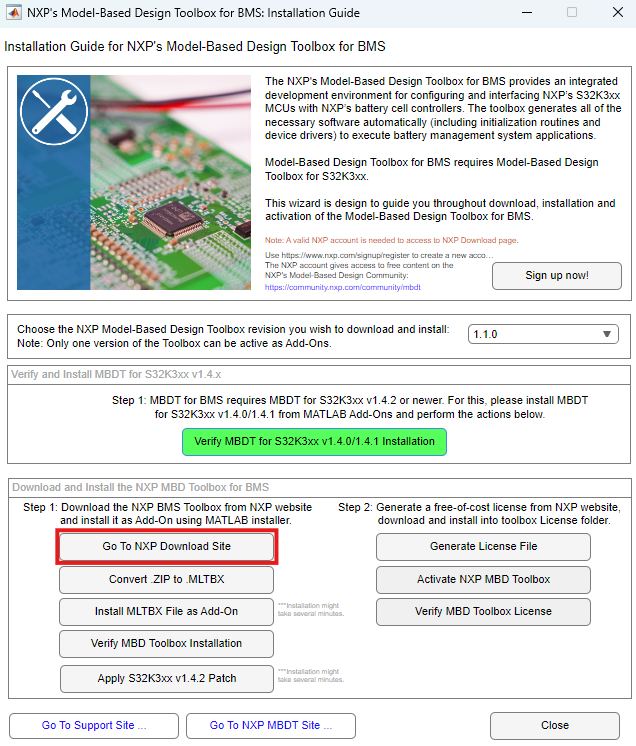 NXP's Model-Based Design Toolbox for BMS: Installation Guide
Installation Guide for NXP's Model-Based Design Toolbox for BMS
The NXP's Model-Based Design Toolbox for BMS provides an integrated
development environment for configuring and interfacing NXP's S32K3xx
MCUs with NXP's battery cell controllers. The toolbox generates all of the
necessary software automatically (including initialization routines and
device drivers) to execute battery management system applications.
Model-Based Design Toolbox for BMS requires Model-Based Design
Toolbox for S32K3xx.
This wizard is design to guide you throughout download, installation and
activation of the Model-Based Design Toolbox for BMS.
Note: A valid NXP account is needed to access to NXP Download page.
Use https://www.nxp.com/signup/register to create a new acco...
The NXP account gives access to free content on the
NXP's Model-Based Design Community:
https://community.nxp.com/community/mbdt
Sign up now!
Choose the NXP Model-Based Design Toolbox revision you wish to download and install:
Note: Only one version of the Toolbox can be active as Add-Ons.
1.1.0
Verify and Install MBDT for S32K3xx v1.4.x
Step 1: MBDT for BMS requires MBDT for S32K3xx v1.4.2 or newer. For this, please install MBDT
for S32K3xx v1.4.0/1.4.1 from MATLAB Add-Ons and perform the actions below.
Verify MBDT for S32K3xx v1.4.0/1.4.1 Installation
Download and Install the NXP MBD Toolbox for BMS
Step 1: Download the NXP BMS Toolbox from NXP website
and install it as Add-On using MATLAB installer.
Go To NXP Download Site
Convert .ZIP to .MLTBX
Install MLTBX File as Add-On
***Installation might
take several minutes.
Verify MBD Toolbox Installation
Apply S32K3xx v1.4.2 Patch
***Installation might
take several minutes.
Step 2: Generate a free-of-cost license from NXP website,
download and install into toolbox License folder.
Generate License File
Activate NXP MBD Toolbox
Verify MBD Toolbox License
Go To Support Site ...
Go To NXP MBDT Site ...
Close